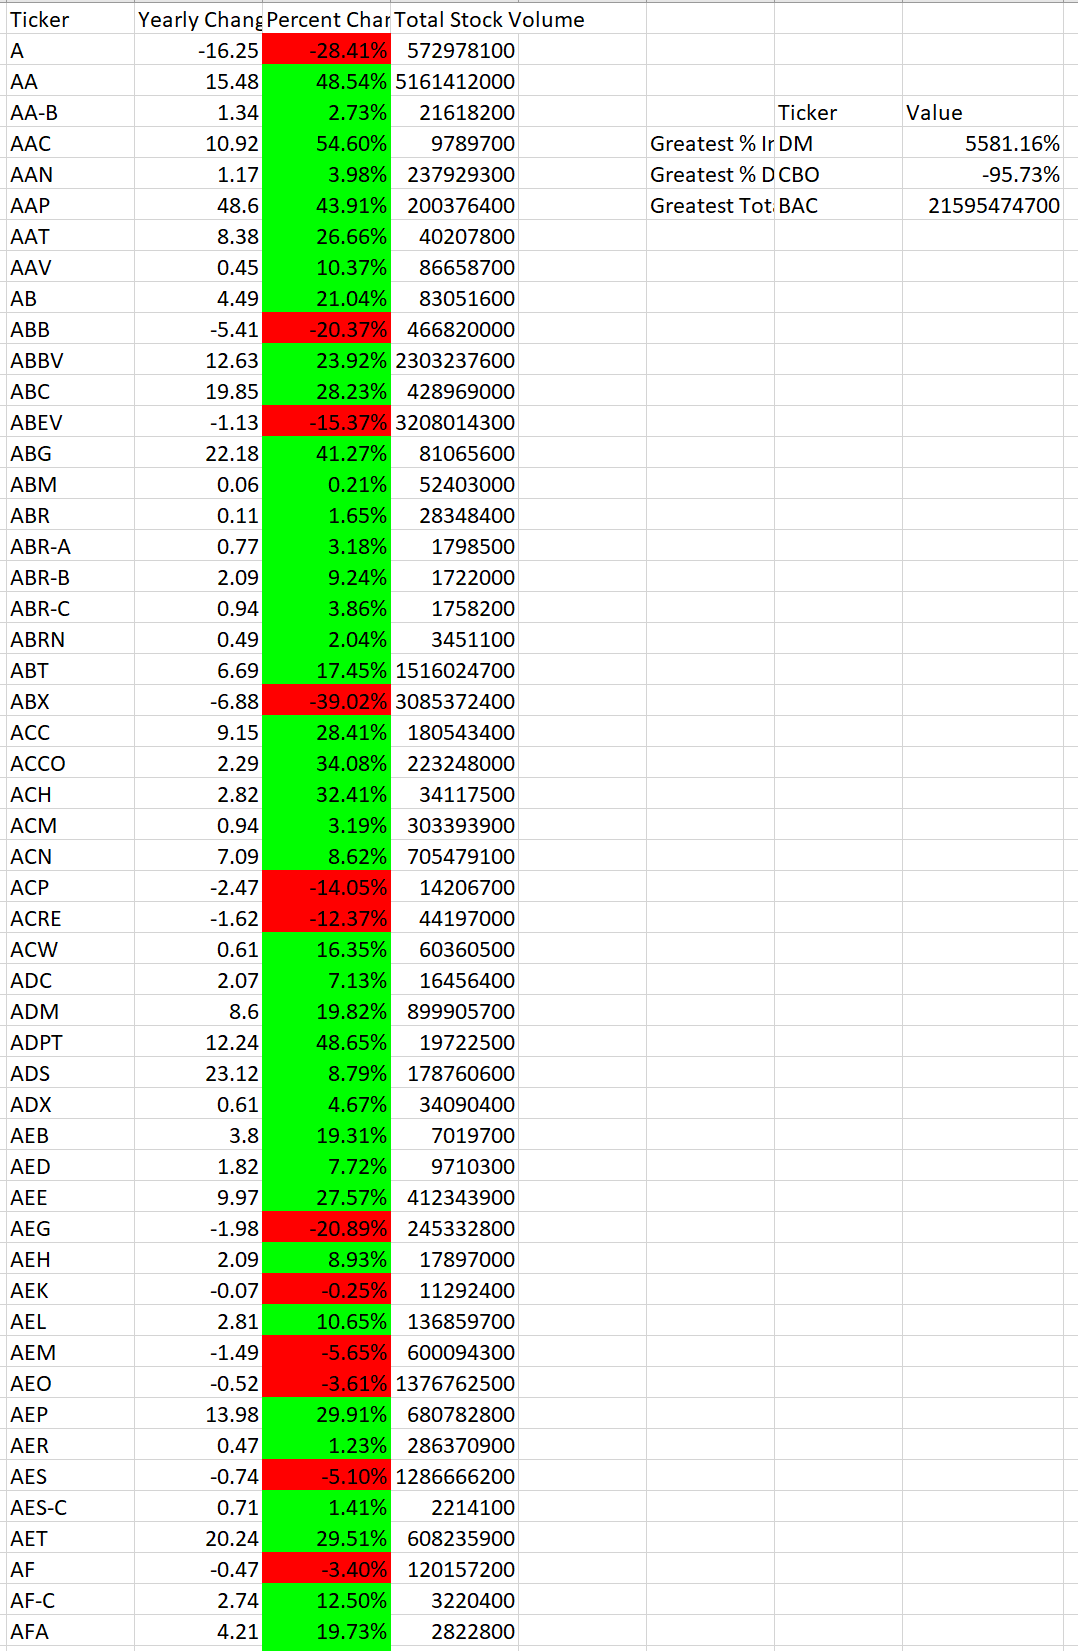 Ticker Yearly Chang Percent Char Total Stock Volume
A -16.25 -28.41% 572978100
AA 15.48 48.54% 5161412000
AA-B 1.34 2.73% 21618200 Ticker Value
AAC 10.92 54.60% 9789700 Greatest % Ir DM 5581.16%
AAN 1.17 3.98% 237929300 Greatest % D CBO -95.73%
AAP 48.6 43.91% 200376400 Greatest Tota BAC 21595474700
AAT 8.38 26.66% 40207800
AAV 0.45 10.37% 86658700
AB 4.49 21.04% 83051600
ABB -5.41 -20.37% 466820000
ABBV 12.63 23.92% 2303237600
ABC 19.85 28.23% 428969000
ABEV -1.13 -15.37% 3208014300
ABG 22.18 41.27% 81065600
ABM 0.06 0.21% 52403000
ABR 0.11 1.65% 28348400
ABR-A 0.77 3.18% 1798500
ABR-B 2.09 9.24% 1722000
ABR-C 0.94 3.86% 1758200
ABRN 0.49 2.04% 3451100
ABT 6.69 17.45% 1516024700
ABX -6.88 -39.02% 3085372400
ACC 9.15 28.41% 180543400
ACCO 2.29 34.08% 223248000
ACH 2.82 32.41% 34117500
ACM 0.94 3.19% 303393900
ACN 7.09 8.62% 705479100
ACP -2.47 -14.05% 14206700
ACRE -1.62 -12.37% 44197000
ACW 0.61 16.35% 60360500
ADC 2.07 7.13% 16456400
ADM 8.6 19.82% 899905700
ADPT 12.24 48.65% 19722500
ADS 23.12 8.79% 178760600
ADX 0.61 4.67% 34090400
AEB 3.8 19.31% 7019700
AED 1.82 7.72% 9710300
AEE 9.97 27.57% 412343900
AEG -1.98 -20.89% 245332800
AEH 2.09 8.93% 17897000
AEK -0.07 -0.25% 11292400
AEL 2.81 10.65% 136859700
AEM -1.49 -5.65% 600094300
AEO -0.52 -3.61% 1376762500
AEP 13.98 29.91% 680782800
AER 0.47 1.23% 286370900
AES -0.74 -5.10% 1286666200
AES-C 0.71 1.41% 2214100
AET 20.24 29.51% 608235900
AF -0.47 -3.40% 120157200
AF-C 2.74 12.50% 3220400
AFA 4.21 19.73% 2822800